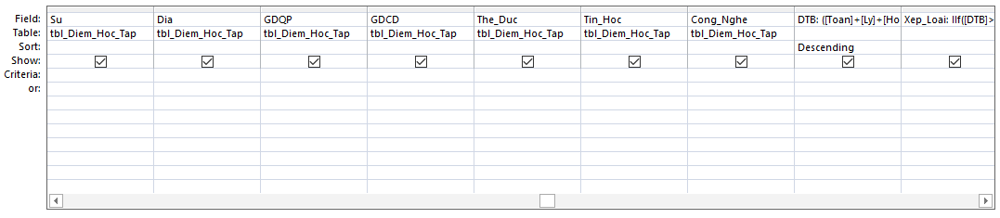 Field: Su Dia GDQP GDCD The_Duc Tin_Hoc Cong_Nghe DTB: ([Toan]+[Ly]+[Ho Xep_Loai: IIf([DTB]>
Table: tbl_Diem_Hoc_Tap tbl_Diem_Hoc_Tap tbl_Diem_Hoc_Tap tbl_Diem_Hoc_Tap tbl_Diem_Hoc_Tap tbl_Diem_Hoc_Tap tbl_Diem_Hoc_Tap
Sort: Descending
Show:
Criteria:
or: